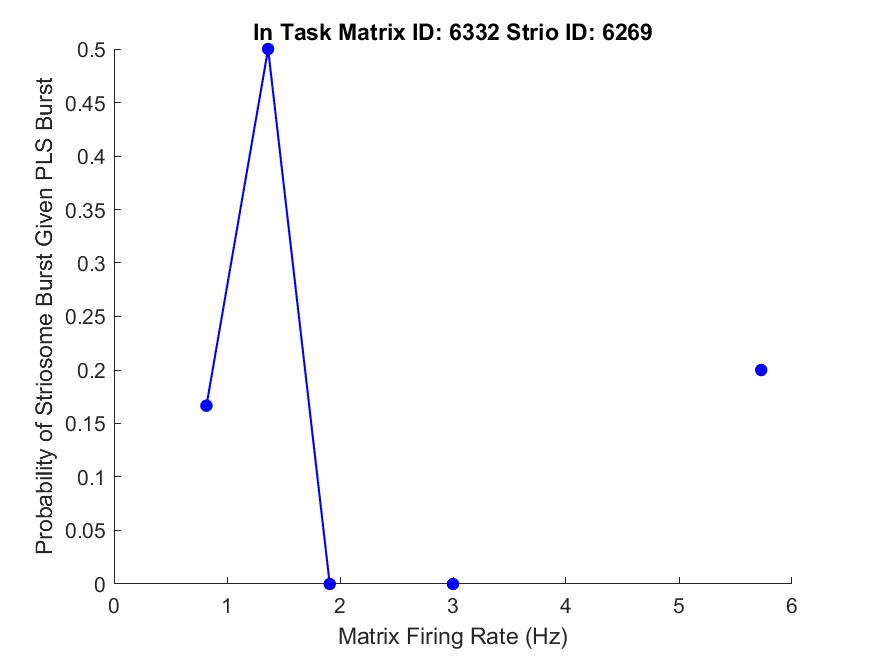 In Task Matrix ID: 6332 Strio ID: 6269
Probability of Striosome Burst Given PLS Burst
0.5
0.45
0.4
0.35
0.3
0.25
0.2
0.15
0.1
0.05
0
0 1 2 3 4 5 6
Matrix Firing Rate (Hz)